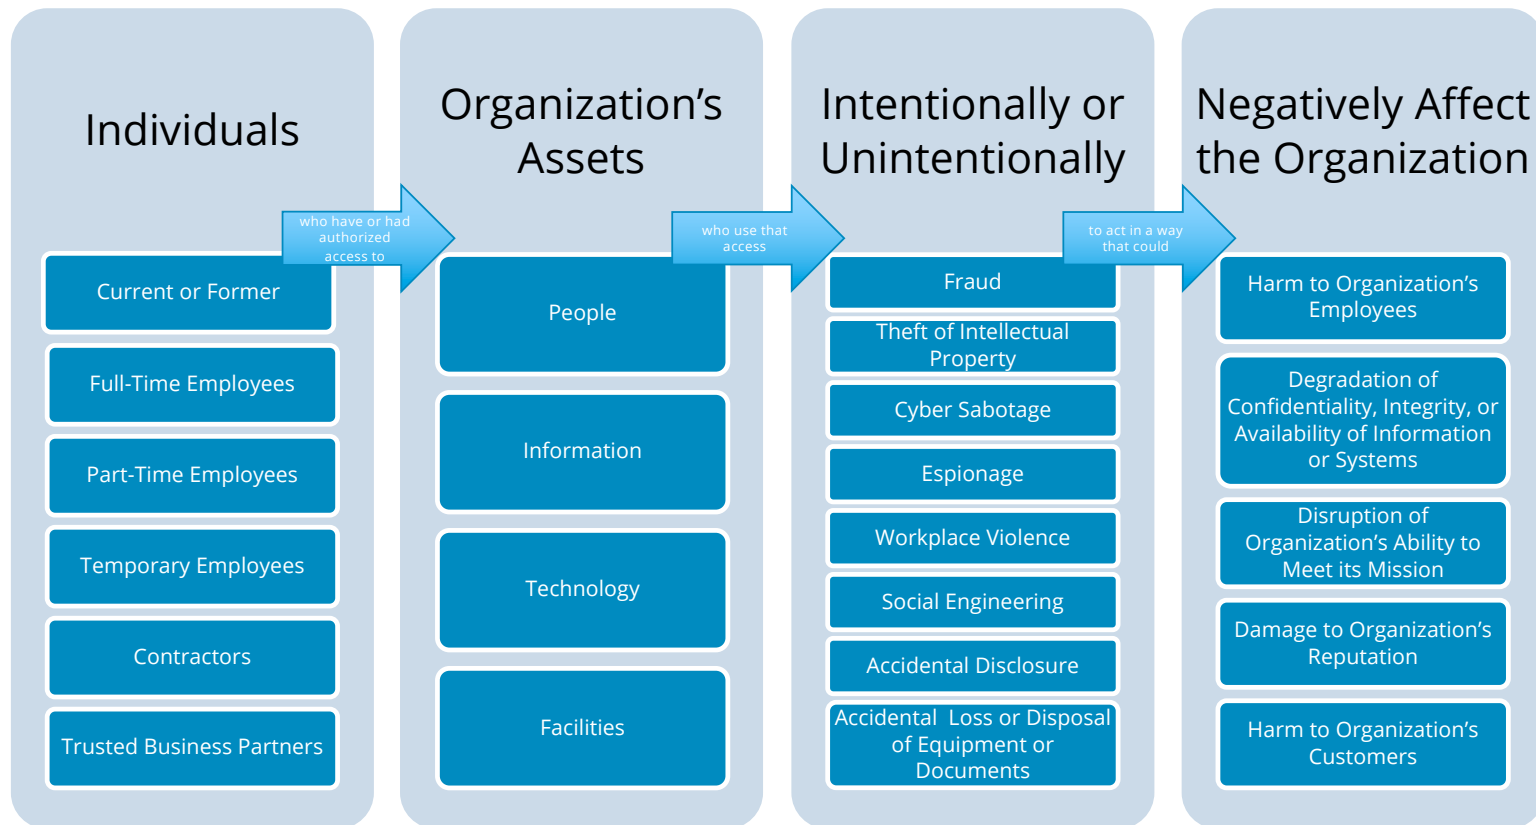 Individuals
who have or had
authorized
access to
Current or Former
Full-Time Employees
Part-Time Employees
Temporary Employees
Contractors
Trusted Business Partners
Organization’s
Assets
who use that
access
People
Information
Technology
Facilities
Intentionally or
Unintentionally
to act in a way
that could
Fraud
Theft of Intellectual
Property
Cyber Sabotage
Espionage
Workplace Violence
Social Engineering
Accidental Disclosure
Accidental  Loss or Disposal
of Equipment or
Documents
Negatively Affect
the Organization
Harm to Organization’s
Employees
Degradation of
Confidentiality, Integrity, or
Availability of Information
or Systems
Disruption of
Organization’s Ability to
Meet its Mission
Damage to Organization’s
Reputation
Harm to Organization’s
Customers